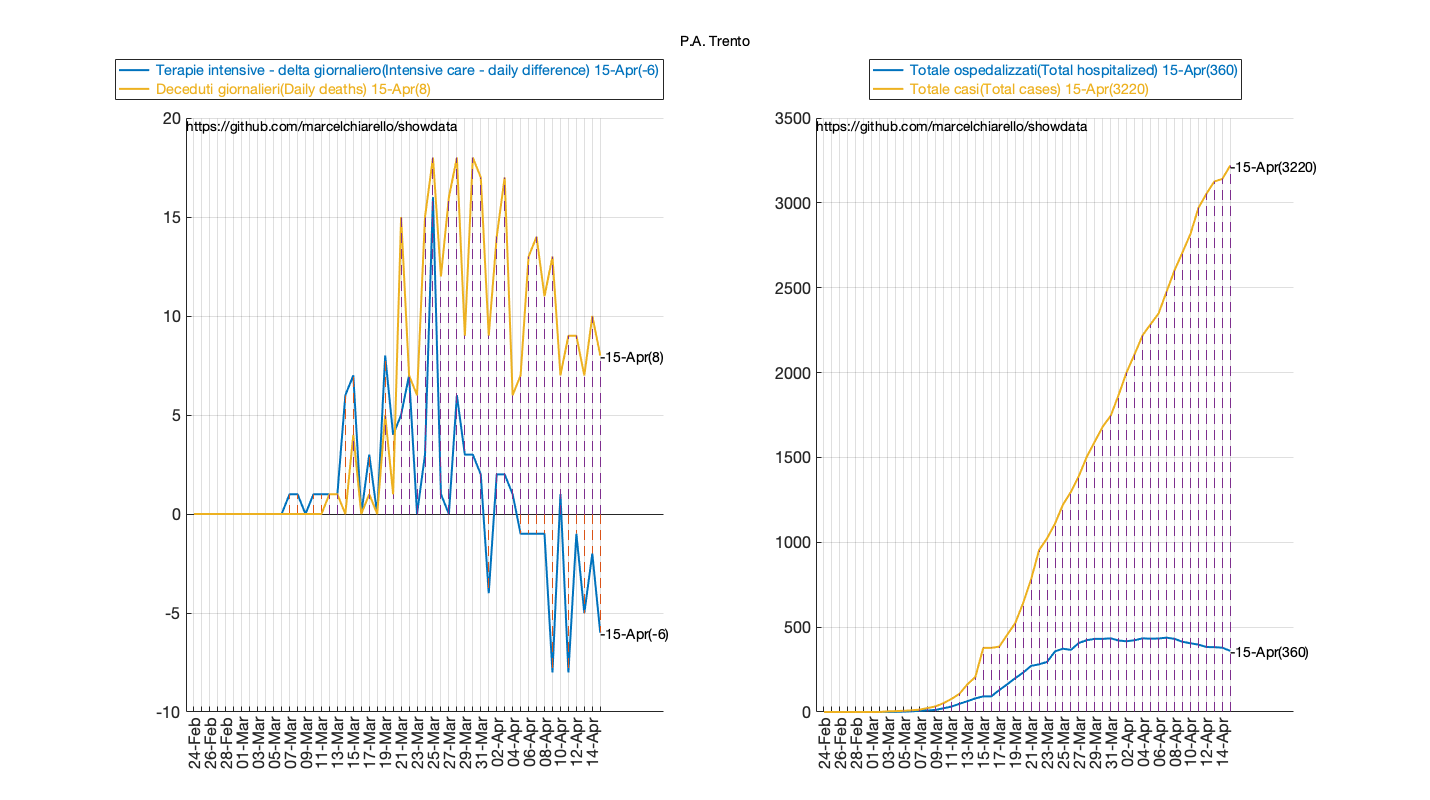 P.A. Trento
Terapie intensive - delta giornaliero(Intensive care - daily difference) 15-Apr(-6)
Deceduti giornalieri(Daily deaths) 15-Apr(8)
20
https://github.com/marcelchiarello/showdata
15
10
-15-Apr(8)
5
0
-5
-15-Apr(-6)
-10
24-Feb
26-Feb
28-Feb
01-Mar
03-Mar
05-Mar
07-Mar
09-Mar
11-Mar
13-Mar
15-Mar
17-Mar
19-Mar
21-Mar
23-Mar
25-Mar
27-Mar
29-Mar
31-Mar
02-Apr
04-Apr
06-Apr
08-Apr
10-Apr
12-Apr
14-Apr
Totale ospedalizzati(Total hospitalized) 15-Apr(360)
Totale casi(Total cases) 15-Apr(3220)
3500
https://github.com/marcelchiarello/showdata
-15-Apr(3220)
3000
2500
2000
1500
1000
500
-15-Apr(360)
0
24-Feb
26-Feb
28-Feb
01-Mar
03-Mar
05-Mar
07-Mar
09-Mar
11-Mar
13-Mar
15-Mar
17-Mar
19-Mar
21-Mar
23-Mar
25-Mar
27-Mar
29-Mar
31-Mar
02-Apr
04-Apr
06-Apr
08-Apr
10-Apr
12-Apr
14-Apr